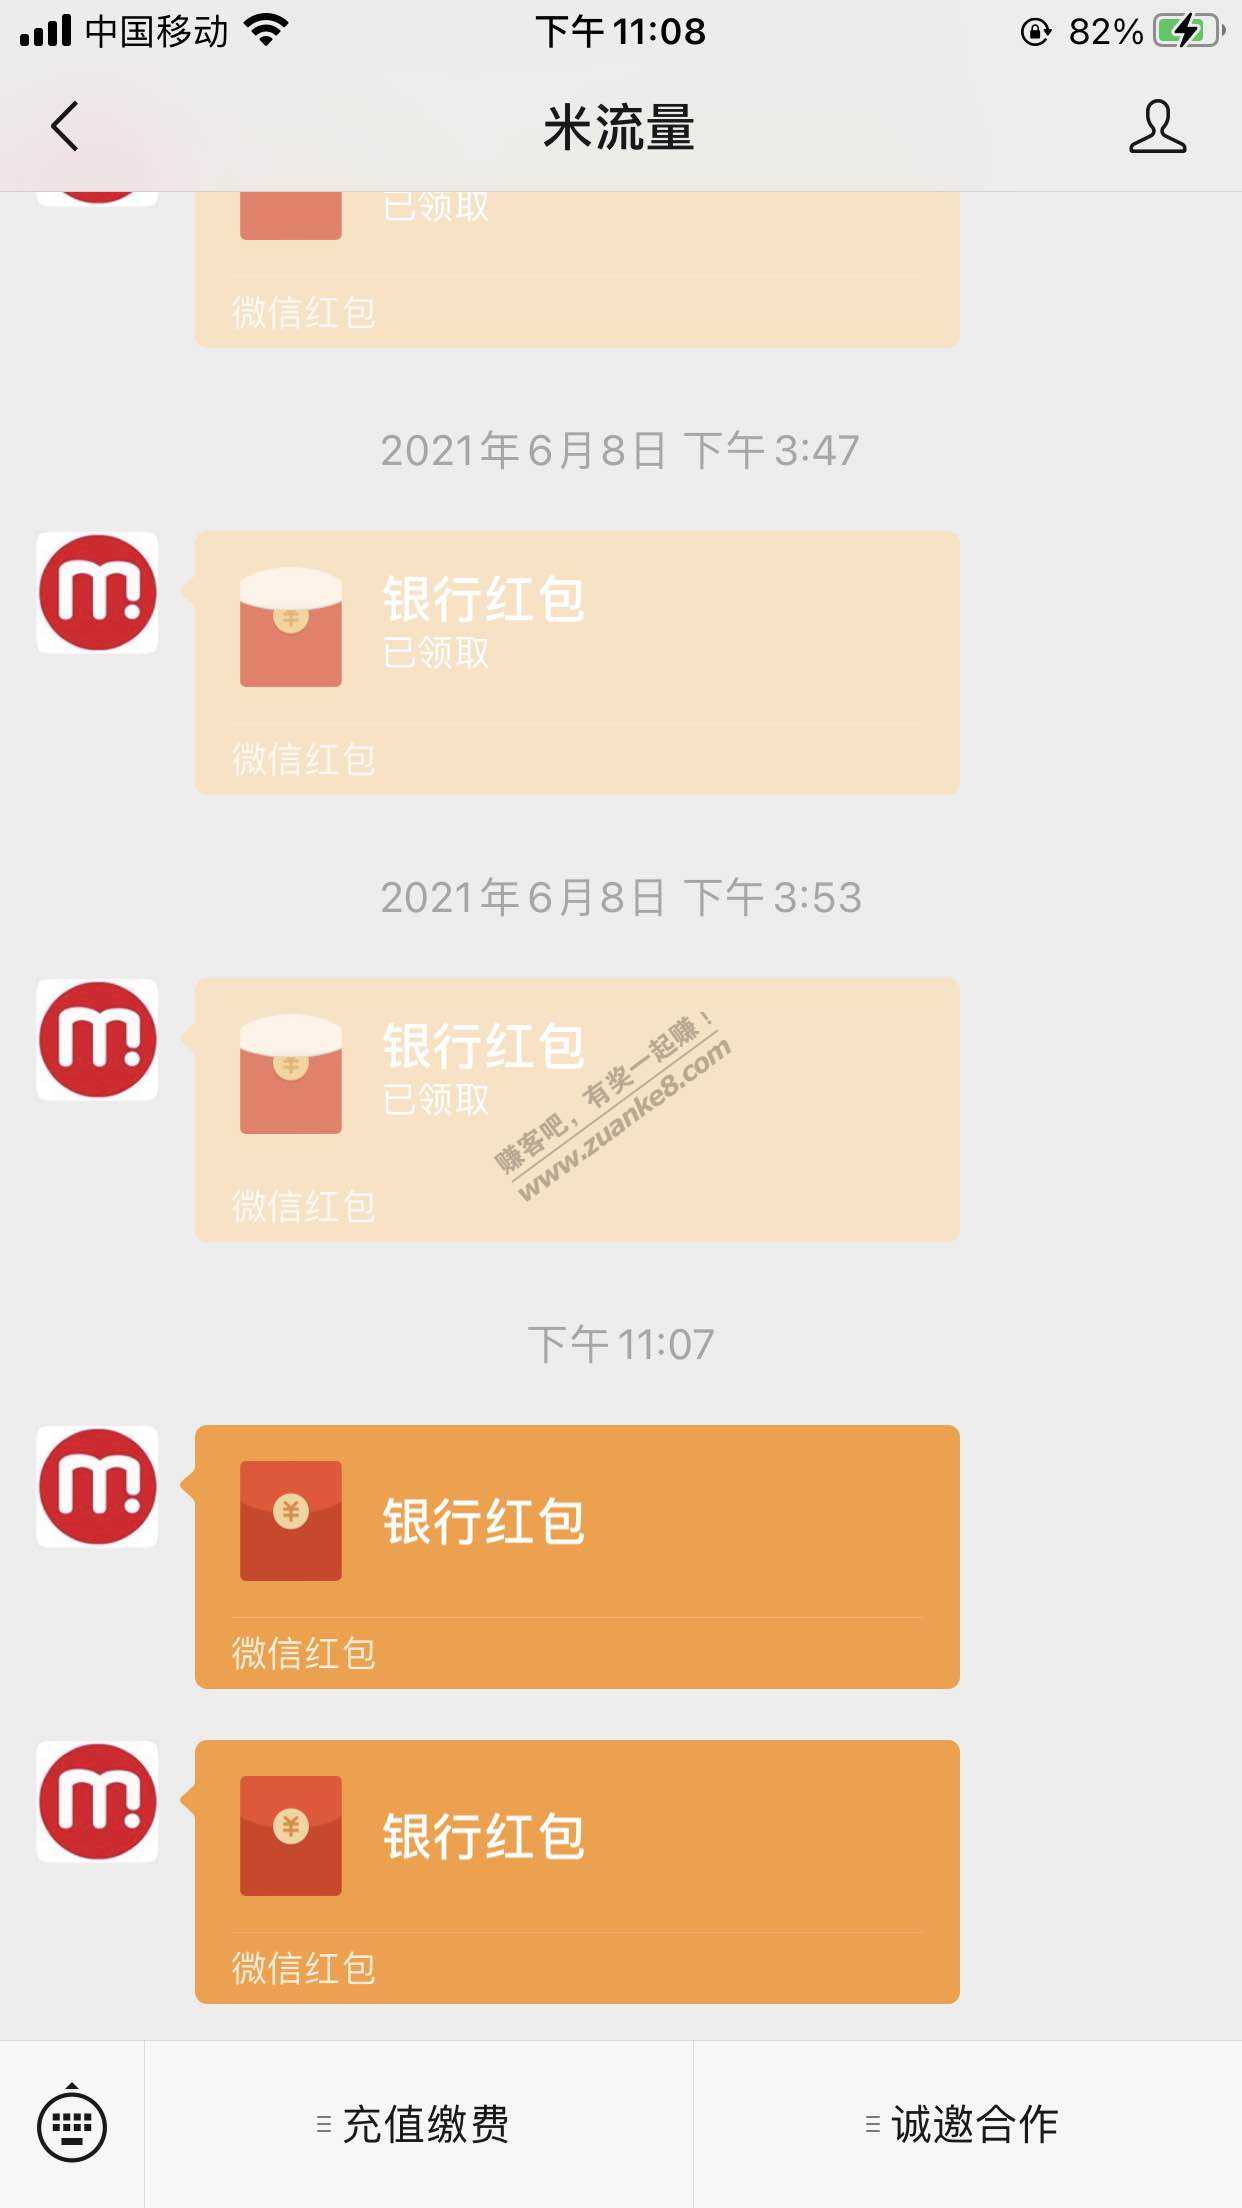 中国移动 下午11:08 82%
米流量
已领取
微信红包
2021年6月8日 下午3:47
m.
银行红包
已领取
微信红包
2021年6月8日 下午3:53
m.
银行红包
已领取
微信红包
赚客吧，有奖一起赚！
www.zuanke8.com
下午11:07
m.
银行红包
微信红包
m.
银行红包
微信红包
充值缴费 诚邀合作